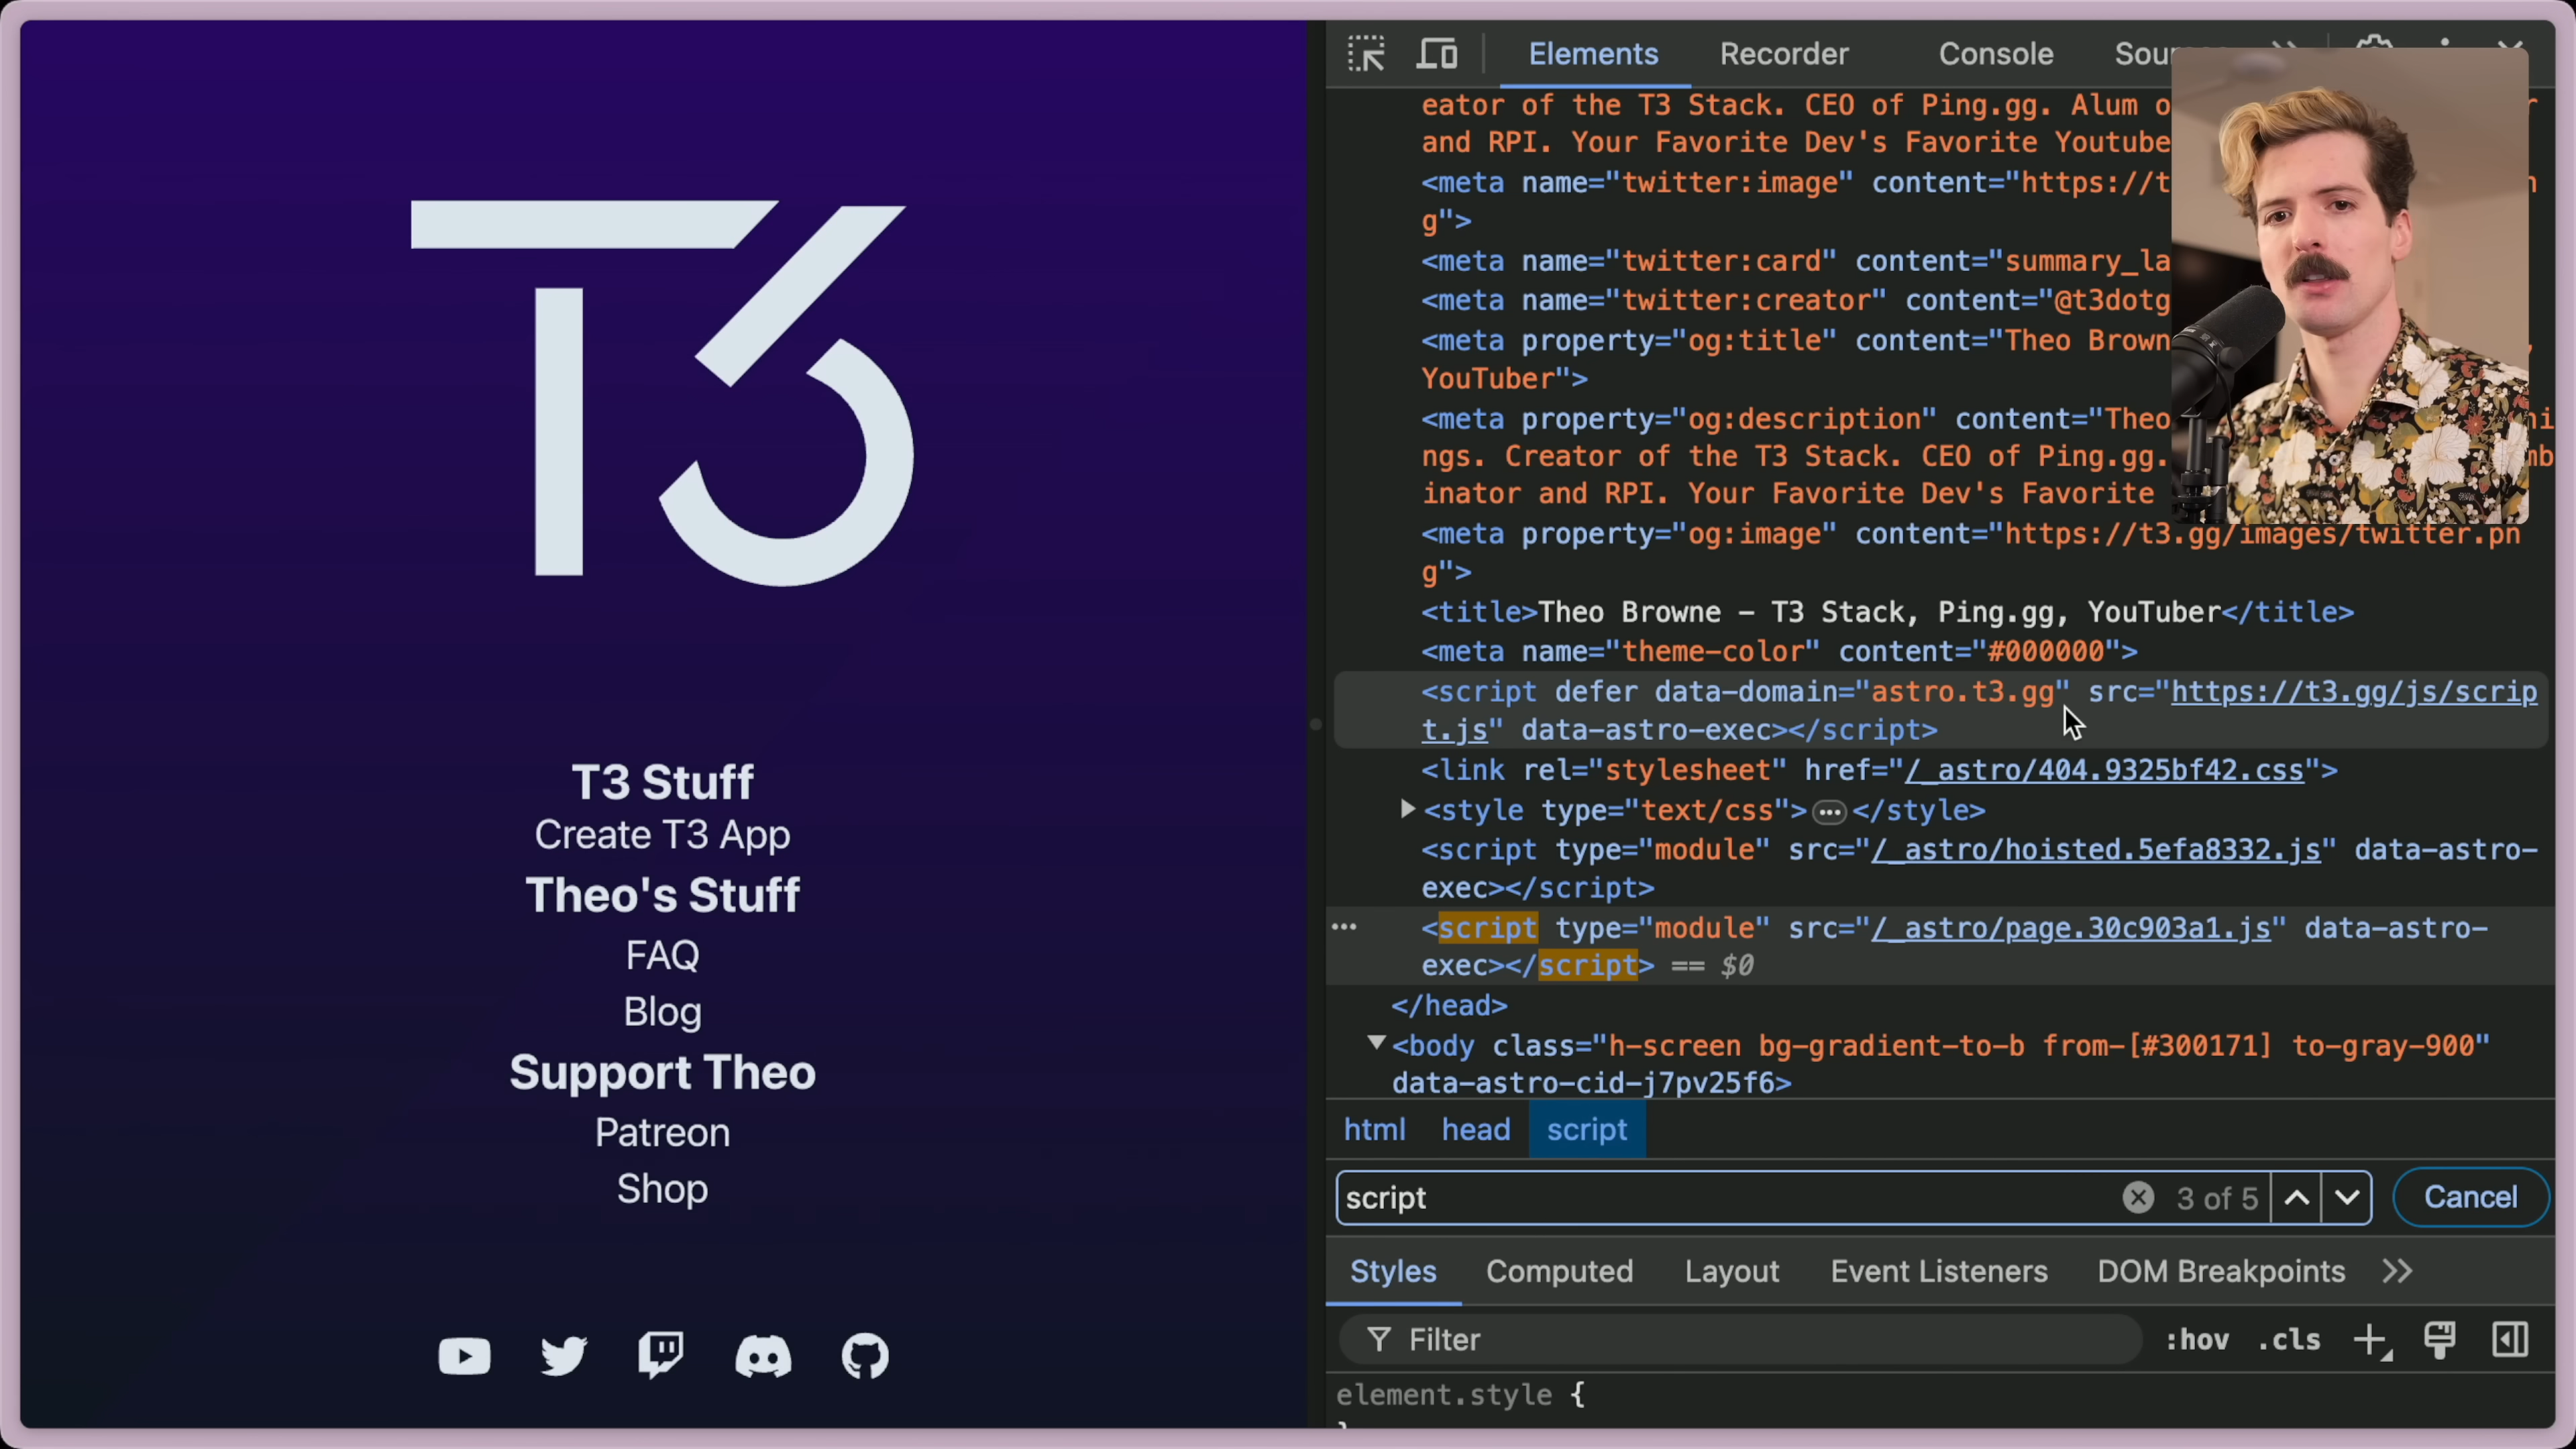 T3
T3 Stuff
Create T3 App
Theo's Stuff
FAQ
Blog
Support Theo
Patreon
Shop
Elements Recorder Console
eator of the T3 Stack. CEO of Ping.gg. Alum
and RPI. Your Favorite Dev's Favorite Youtube
<meta name="twitter:image" content="https://t
g">
<meta name="twitter:card" content="summary_la
<meta name="twitter:creator" content="@t3dotg
<meta property="og:title" content="Theo Brown
YouTuber">
<meta property="og:description" content="Theo
ngs. Creator of the T3 Stack. CEO of Ping.gg.
inator and RPI. Your Favorite Dev's Favorite
<meta property="og:image" content="https://t3.gg/images/twitter.pn
g">
<title>Theo Browne – T3 Stack, Ping.gg, YouTuber</title>
<meta name="theme-color" content="#000000">
<script defer data-domain="astro.t3.gg" src="https://t3.gg/js/scrip
t.js" data-astro-exec></script>
<link rel="stylesheet" href="/_astro/404.9325bf42.css">
<style type="text/css">…</style>
<script type="module" src="/_astro/hoisted.5efa8332.js" data-astro-
exec></script>
<script type="module" src="/_astro/page.30c903a1.js" data-astro-
exec></script> == $0
</head>
<body class="h-screen bg-gradient-to-b from-[#300171] to-gray-900"
data-astro-cid-j7pv25f6>
html head script
script 3 of 5 Cancel
Styles Computed Layout Event Listeners DOM Breakpoints
Filter :hov .cls
element.style {